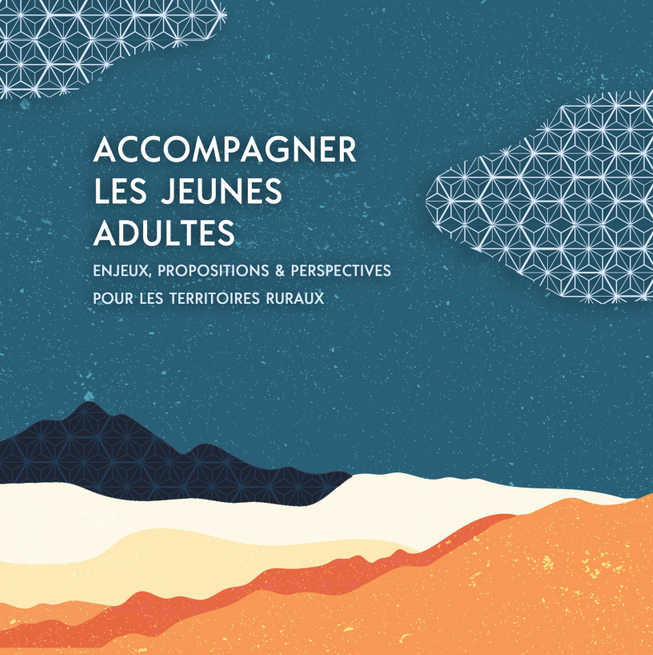 ACCOMPAGNER
LES JEUNES
ADULTES
ENJEUX, PROPOSITIONS & PERSPECTIVES
POUR LES TERRITOIRES RURAUX